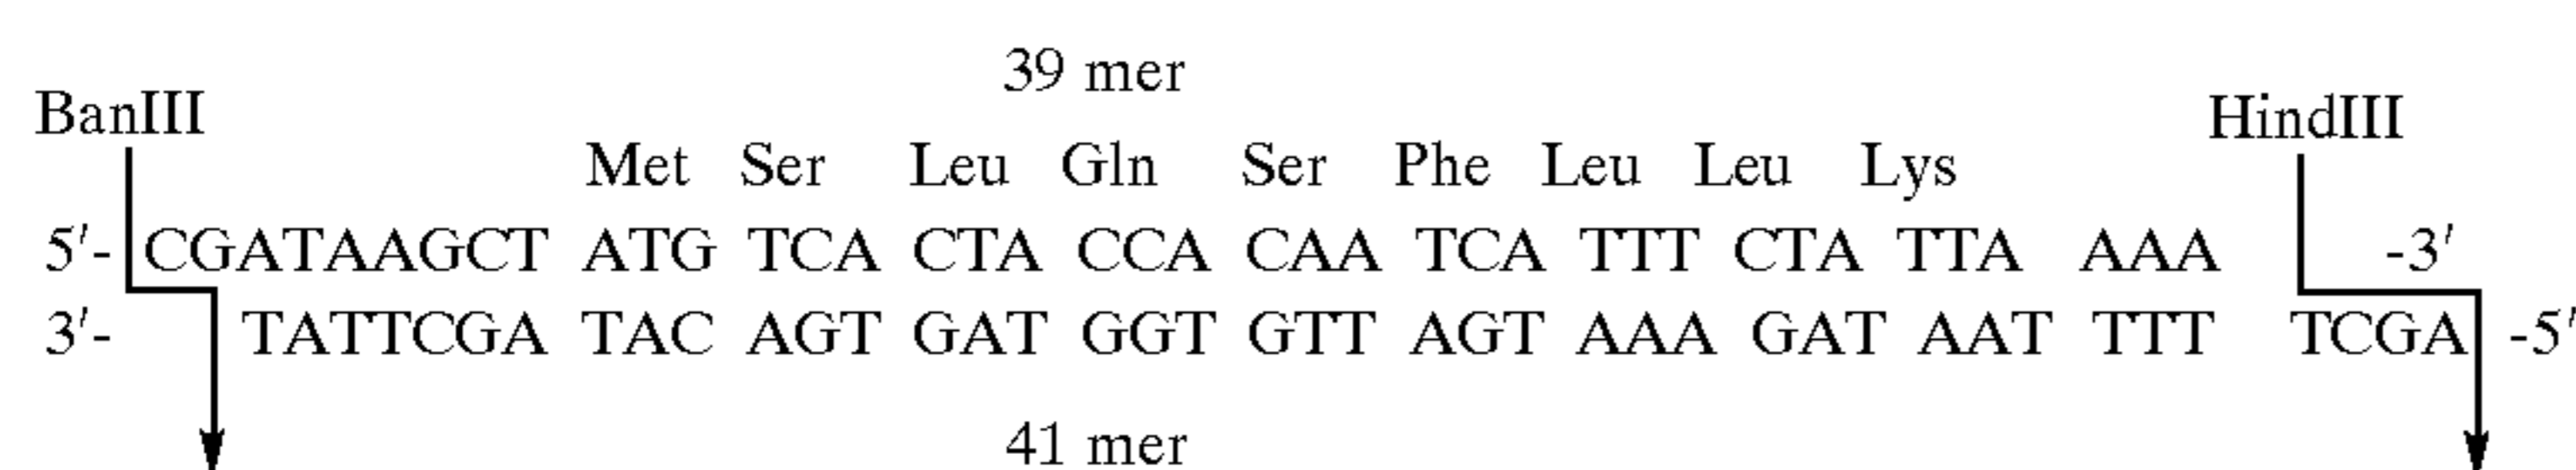 39 mer
BanIII HindIII
Met Ser Leu Gln Ser Phe Leu Leu Lys
5'- CGATAAGCT ATG TCA CTA CCA CAA TCA TTT CTA TTA AAA -3'
3'- TATTCGA TAC AGT GAT GGT GTT AGT AAA GAT AAT TTT TCGA -5'
41 mer